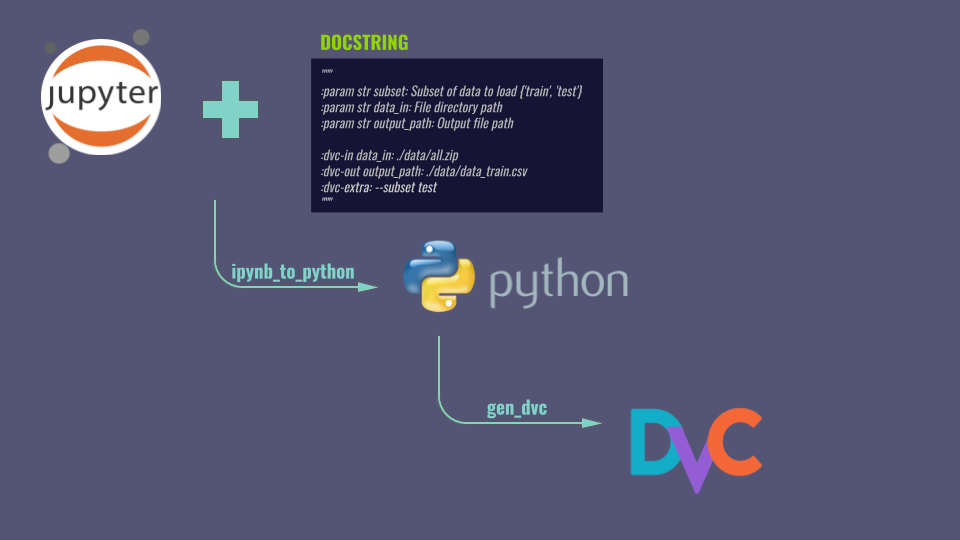 DOCSTRING
jupyter
"""
:param str subset: Subset of data to load {'train', 'test'}
:param str data_in: File directory path
:param str output_path: Output file path
:dvc-in data_in: ./data/all.zip
:dvc-out output_path: ./data/data_train.csv
:dvc-extra: --subset test
"""
ipynb_to_python
python
gen_dvc
DVC